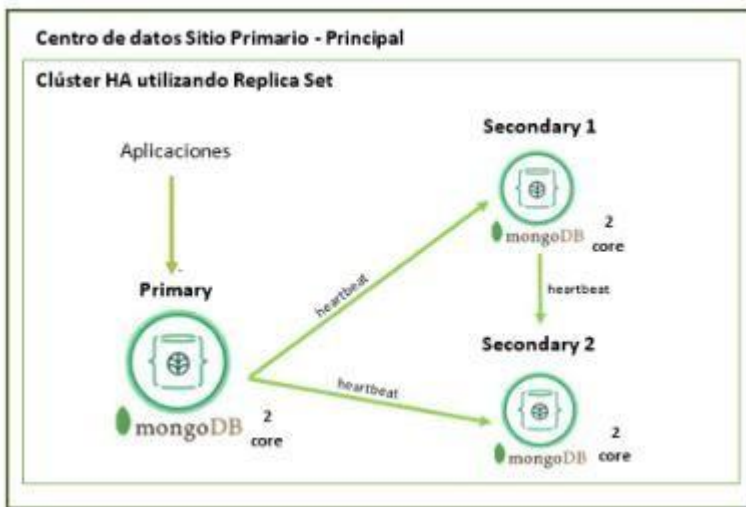 Centro de datos Sitio Primario - Principal
Clúster HA utilizando Replica Set
Aplicaciones
Secondary 1
mongoDB
2
core
heartbeat
heartbeat
Primary
mongoDB
2
core
heartbeat
Secondary 2
mongoDB
2
core